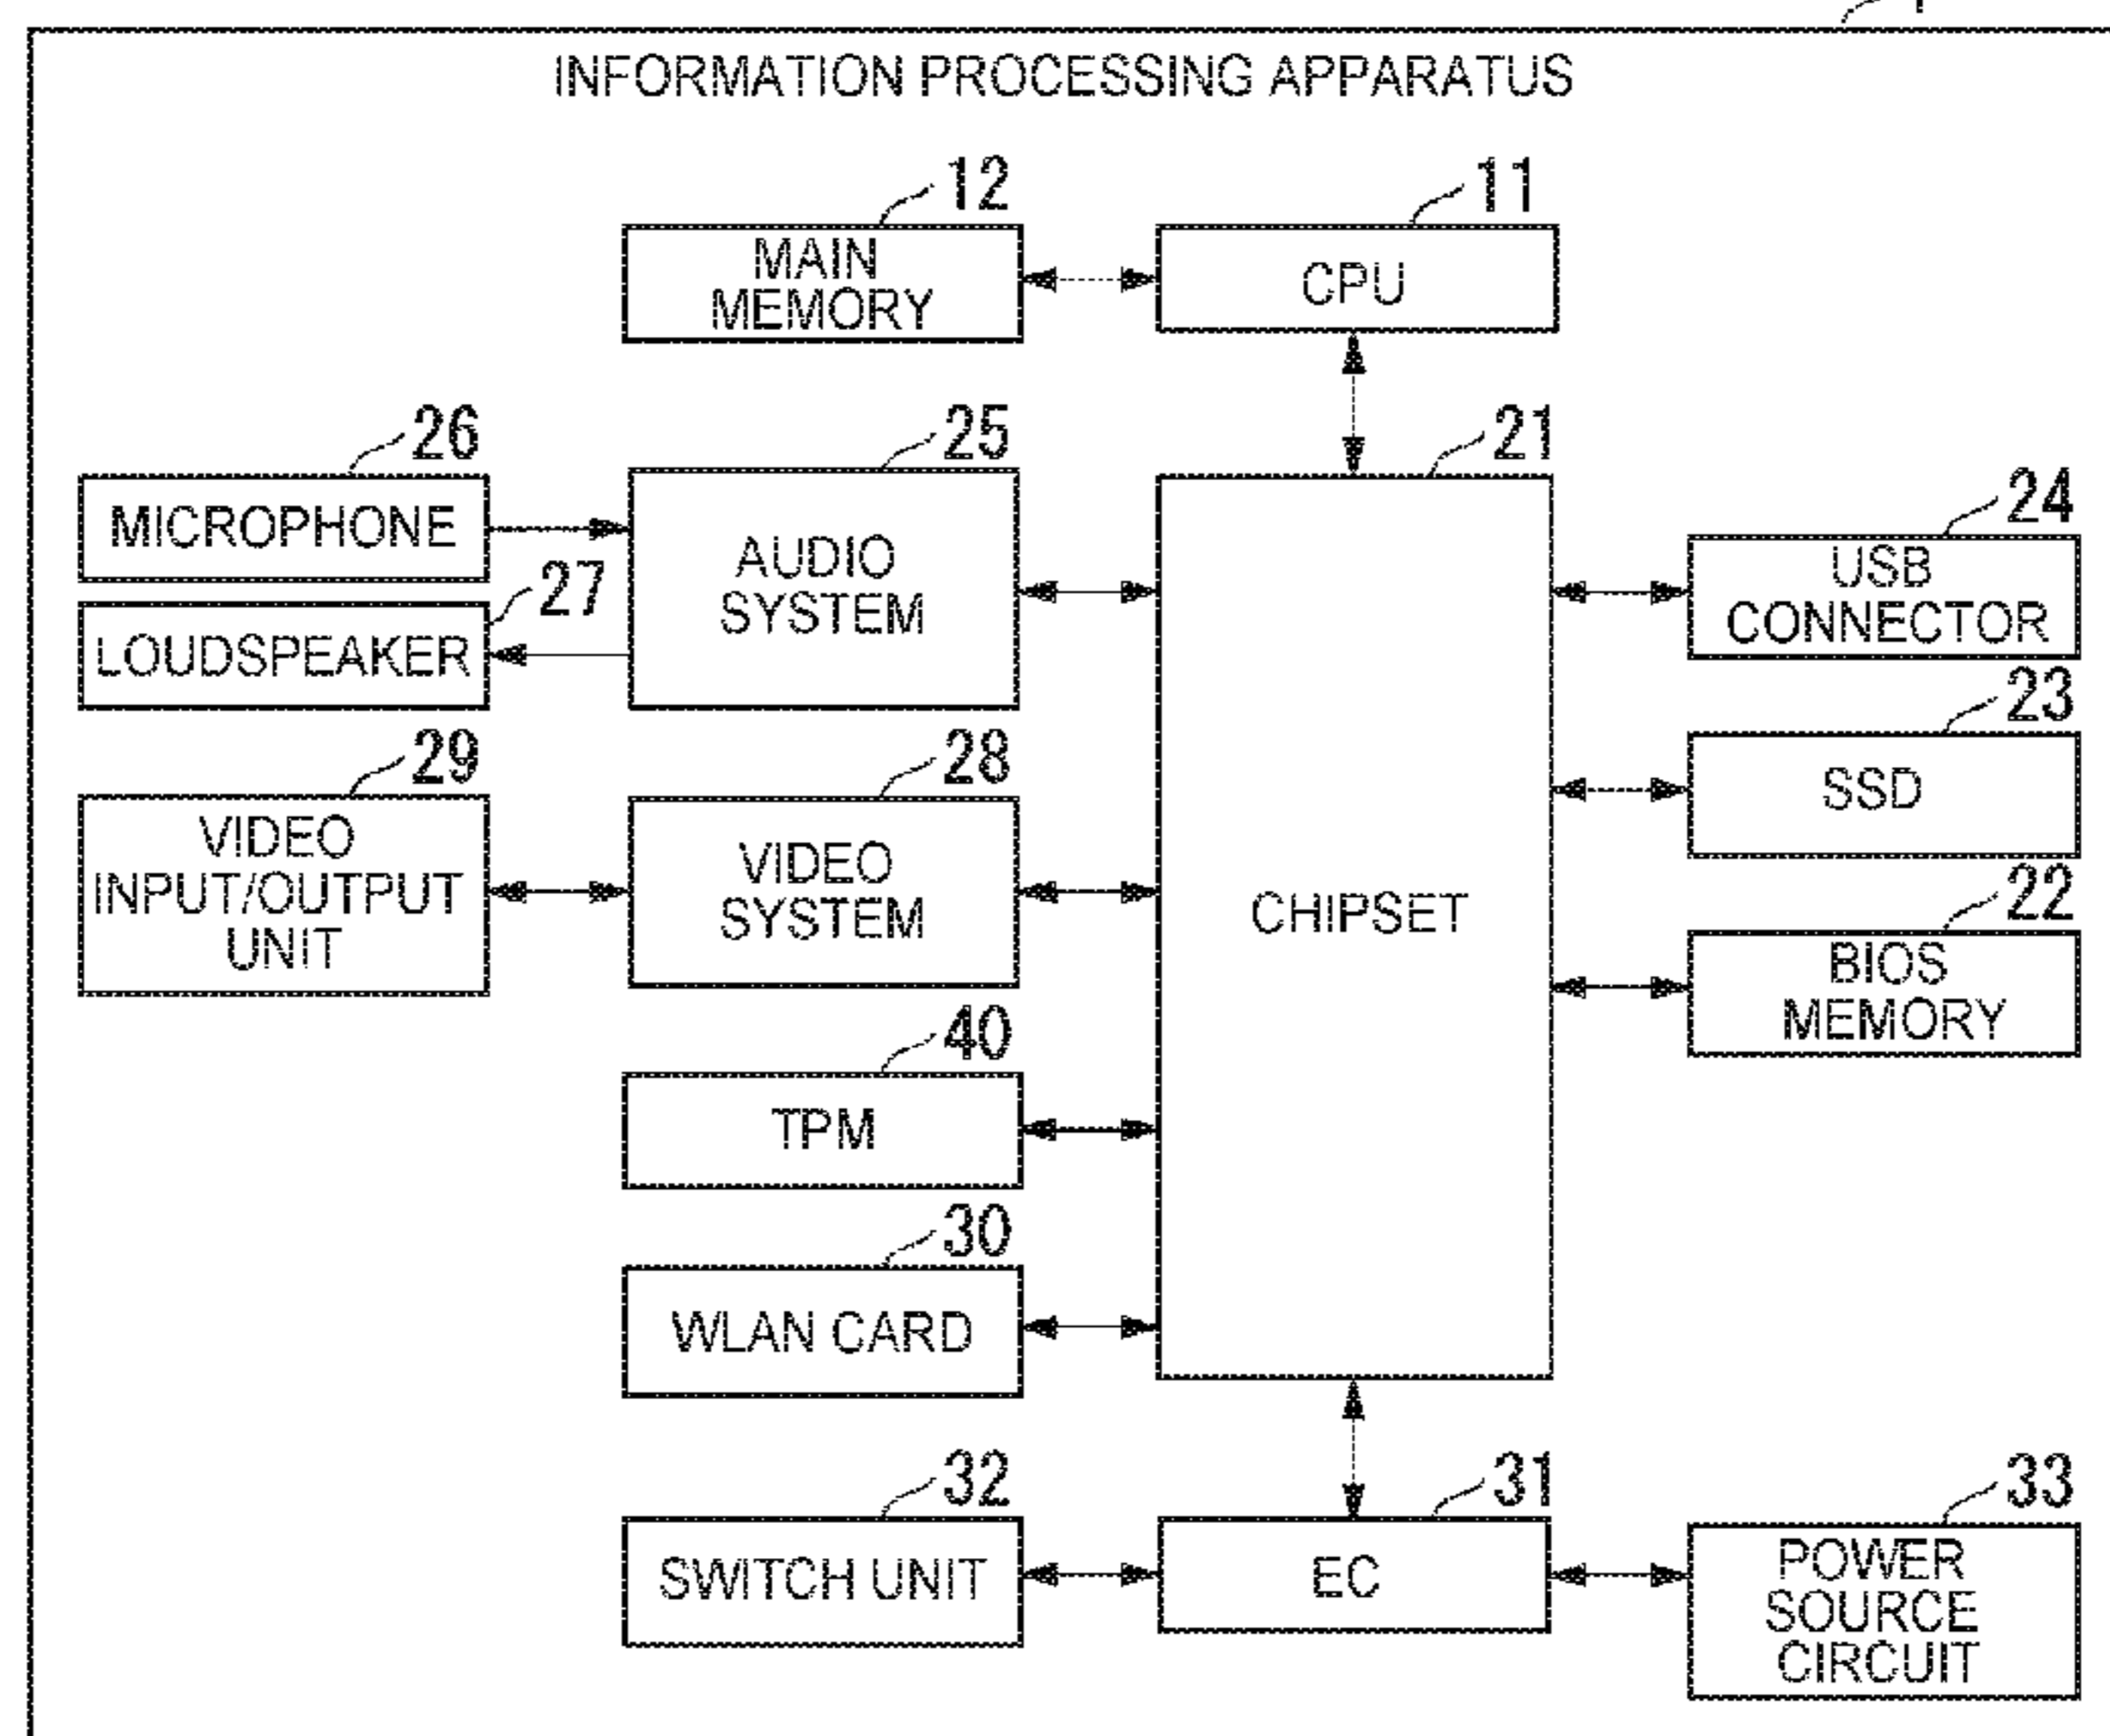 INFORMATION PROCESSING APPARATUS
12
11
MAIN
MEMORY
CPU
26
25
21
24
MICROPHONE
AUDIO
SYSTEM
USB
CONNECTOR
27
LOUDSPEAKER
23
SSD
29
28
VIDEO
INPUT/OUTPUT
UNIT
VIDEO
SYSTEM
CHIPSET
22
BIOS
MEMORY
40
TPM
30
WLAN CARD
32
31
33
SWITCH UNIT
EC
POWER
SOURCE
CIRCUIT